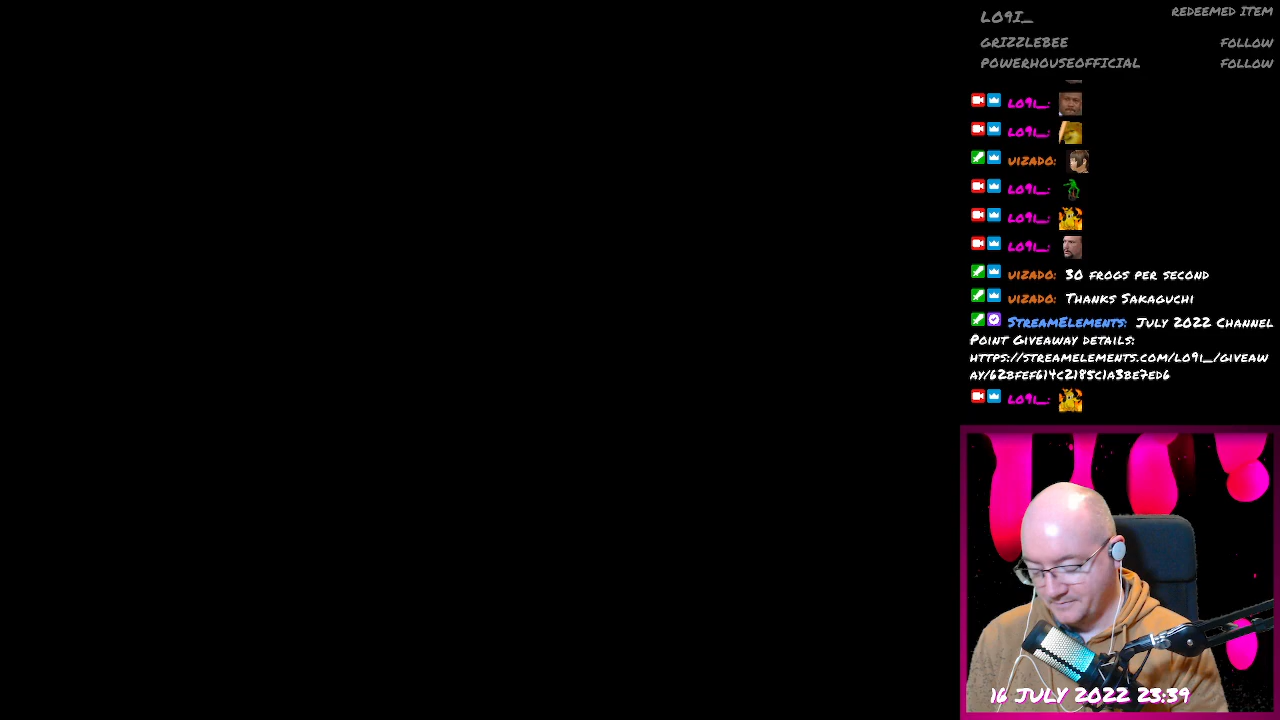 LO9I_ REDEEMED ITEM
GRIZZLEBEE FOLLOW
POWERHOUSEOFFICIAL FOLLOW
LO9I_:
LO9I_:
VIZADO:
LO9I_:
LO9I_:
LO9I_:
VIZADO: 30 FROGS PER SECOND
VIZADO: THANKS SAKAGUCHI
STREAMELEMENTS: JULY 2022 CHANNEL
POINT GIVEAWAY DETAILS:
HTTPS://STREAMELEMENTS.COM/LO9I_/GIVEAW
AY/62BFEF614C2185C1A3BE7ED6
LO9I_:
16 JULY 2022 23:39